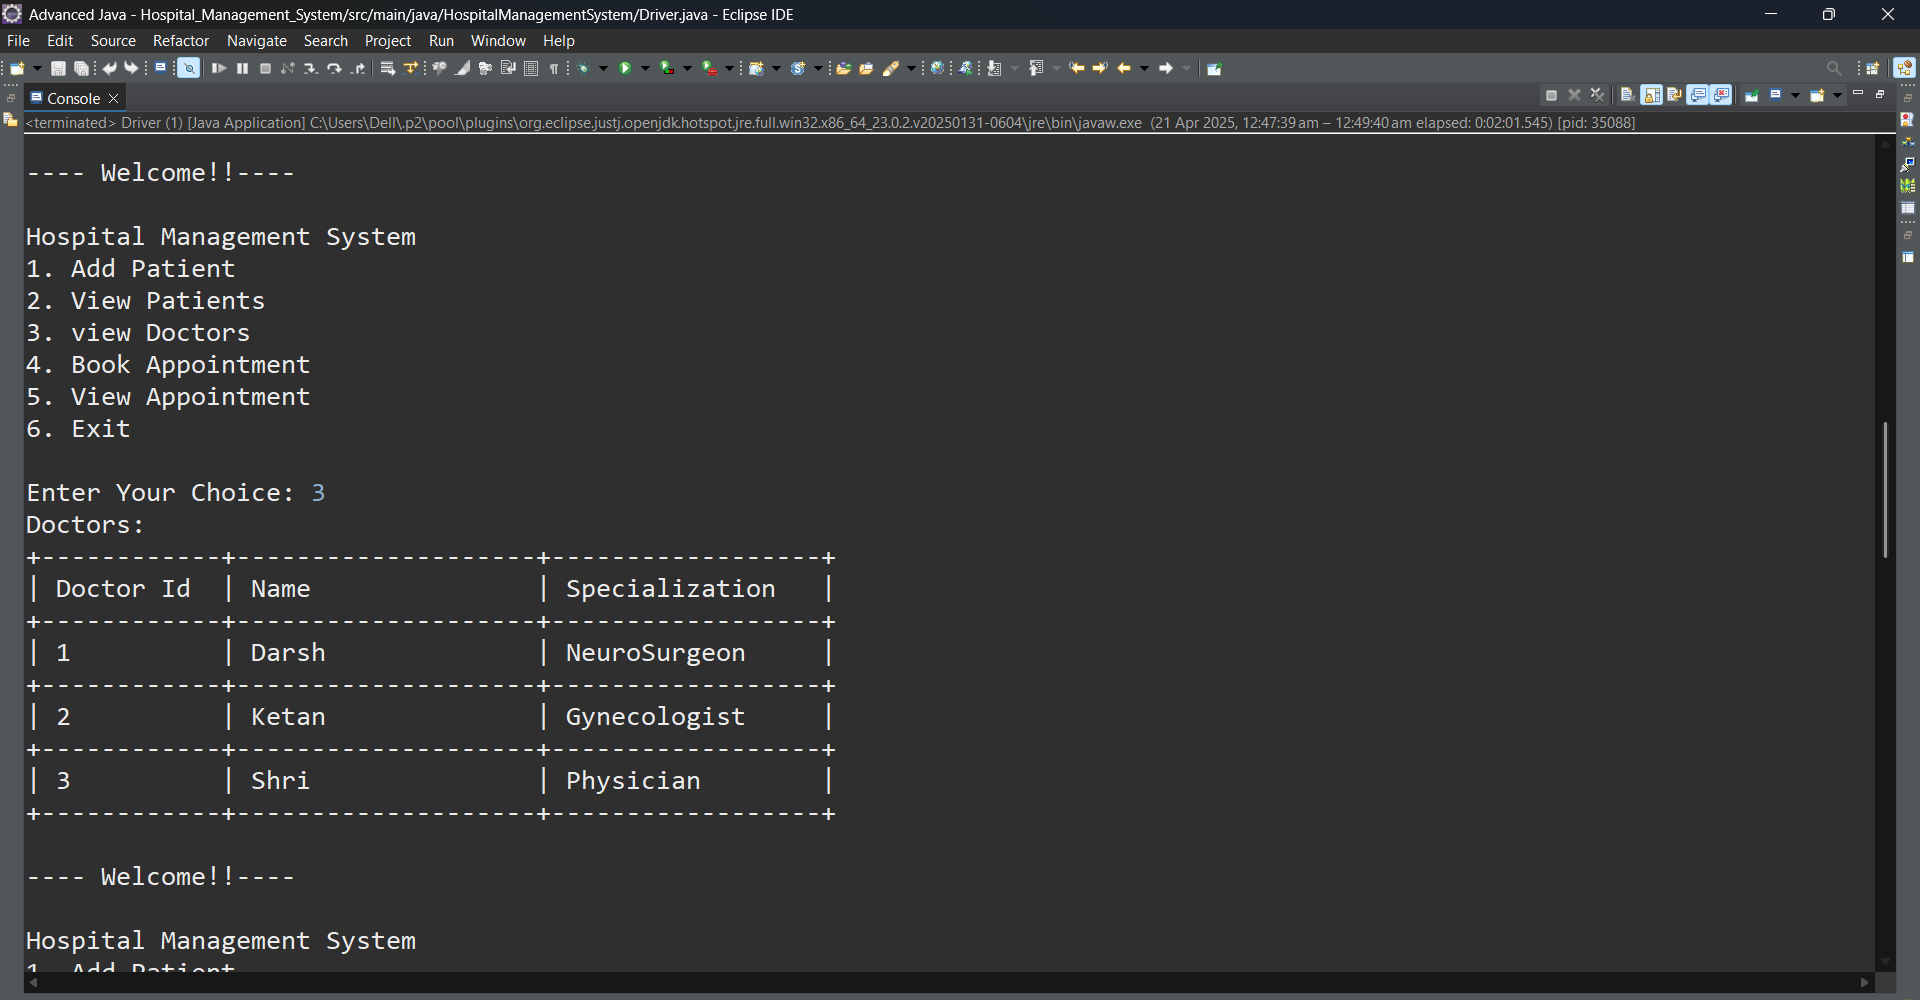 Advanced Java - Hospital_Management_System/src/main/java/HospitalManagementSystem/Driver.java - Eclipse IDE
File Edit Source Refactor Navigate Search Project Run Window Help
Console
<terminated> Driver (1) [Java Application] C:\Users\Dell\.p2\pool\plugins\org.eclipse.justj.openjdk.hotspot.jre.full.win32.x86_64_23.0.2.v20250131-0604\jre\bin\javaw.exe (21 Apr 2025, 12:47:39 am – 12:49:40 am elapsed: 0:02:01.545) [pid: 35088]
---- Welcome!!----
Hospital Management System
1. Add Patient
2. View Patients
3. view Doctors
4. Book Appointment
5. View Appointment
6. Exit
Enter Your Choice: 3
Doctors:
+------------+--------------------+------------------+
| Doctor Id  | Name               | Specialization   |
+------------+--------------------+------------------+
| 1          | Darsh              | NeuroSurgeon     |
+------------+--------------------+------------------+
| 2          | Ketan              | Gynecologist     |
+------------+--------------------+------------------+
| 3          | Shri               | Physician        |
+------------+--------------------+------------------+
---- Welcome!!----
Hospital Management System
1. Add Patient